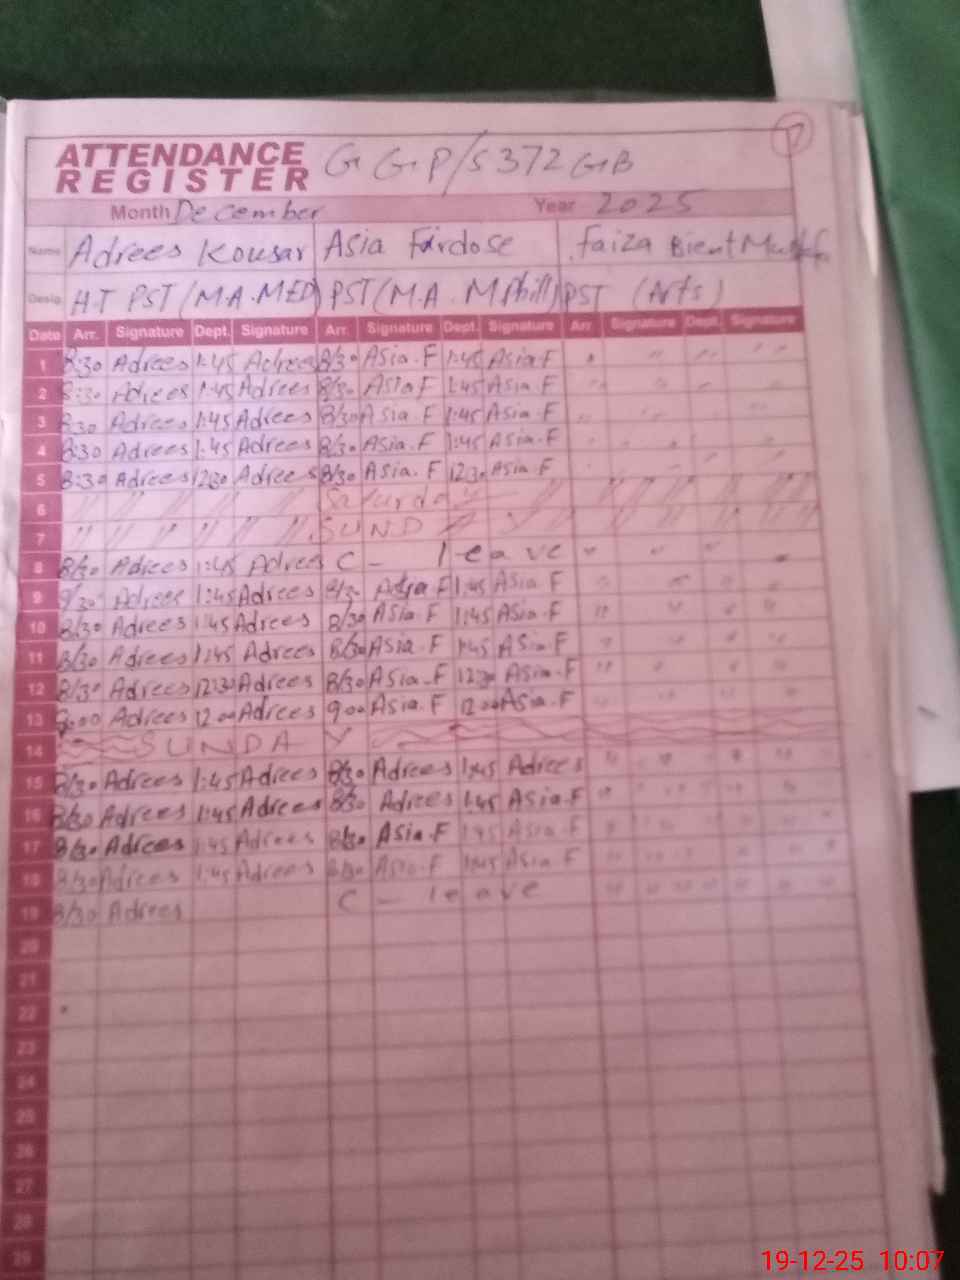 1
ATTENDANCE REGISTER G G.P/S 372 GB
Month December Year 2025
Name Adrees Kousar Asia Fardose Faiza Bient
Desig. H-T PST (M.A.MED) PST (M.A. M.Phill) PST (Arts)
Date Arr. Signature Dept. Signature Arr. Signature Dept. Signature Arr. Signature Dept. Signature
1 8:30 Adrees 1:45 Adrees 8/30 Asia.F 1:45 Asia.F " " " "
2 8:30 Adrees 1:45 Adrees 8/30 Asia F 1:45 Asia.F " " " "
3 8:30 Adrees 1:45 Adrees 8/30 Asia.F 1:45 Asia.F " " " "
4 8:30 Adrees 1:45 Adrees 8/30 Asia.F 1:45 Asia.F " " " "
5 8:30 Adrees 12:30 Adrees 8/30 Asia.F 12:30 Asia.F " " " "
6 Saturday
7 SUNDAY
8 8/30 Adrees 1:45 Adrees C - leave " " " "
9 8/30 Adrees 1:45 Adrees 8/30 Asia F 1:45 Asia F " " " "
10 8/30 Adrees 1:45 Adrees 8/30 Asia.F 1:45 Asia.F " " " "
11 8/30 Adrees 1:45 Adrees 8/30 Asia.F 1:45 ASia.F " " " "
12 8/30 Adrees 12:30 Adrees 8/30 Asia.F 12:30 Asia.F " " " "
13 9:00 Adrees 12:00 Adrees 9:00 Asia.F 12:00 Asia.F " " " "
14 SUNDAY
15 8/30 Adrees 1:45 Adrees 8/30 Adrees 1:45 Adrees " " " "
16 8/30 Adrees 1:45 Adrees 8/30 Adrees 1:45 Asia.F " " " "
17 8/30 Adrees 1:45 Adrees 8/30 Asia.F 1:45 Asia F " " " "
18 8/30 Adrees 1:45 Adrees 8/30 Asia.F 1:45 Asia F " " " "
19 8/30 Adrees C - leave " " " "
20
21
22
23
24
25
26
27
28
29
19-12-25 10:07